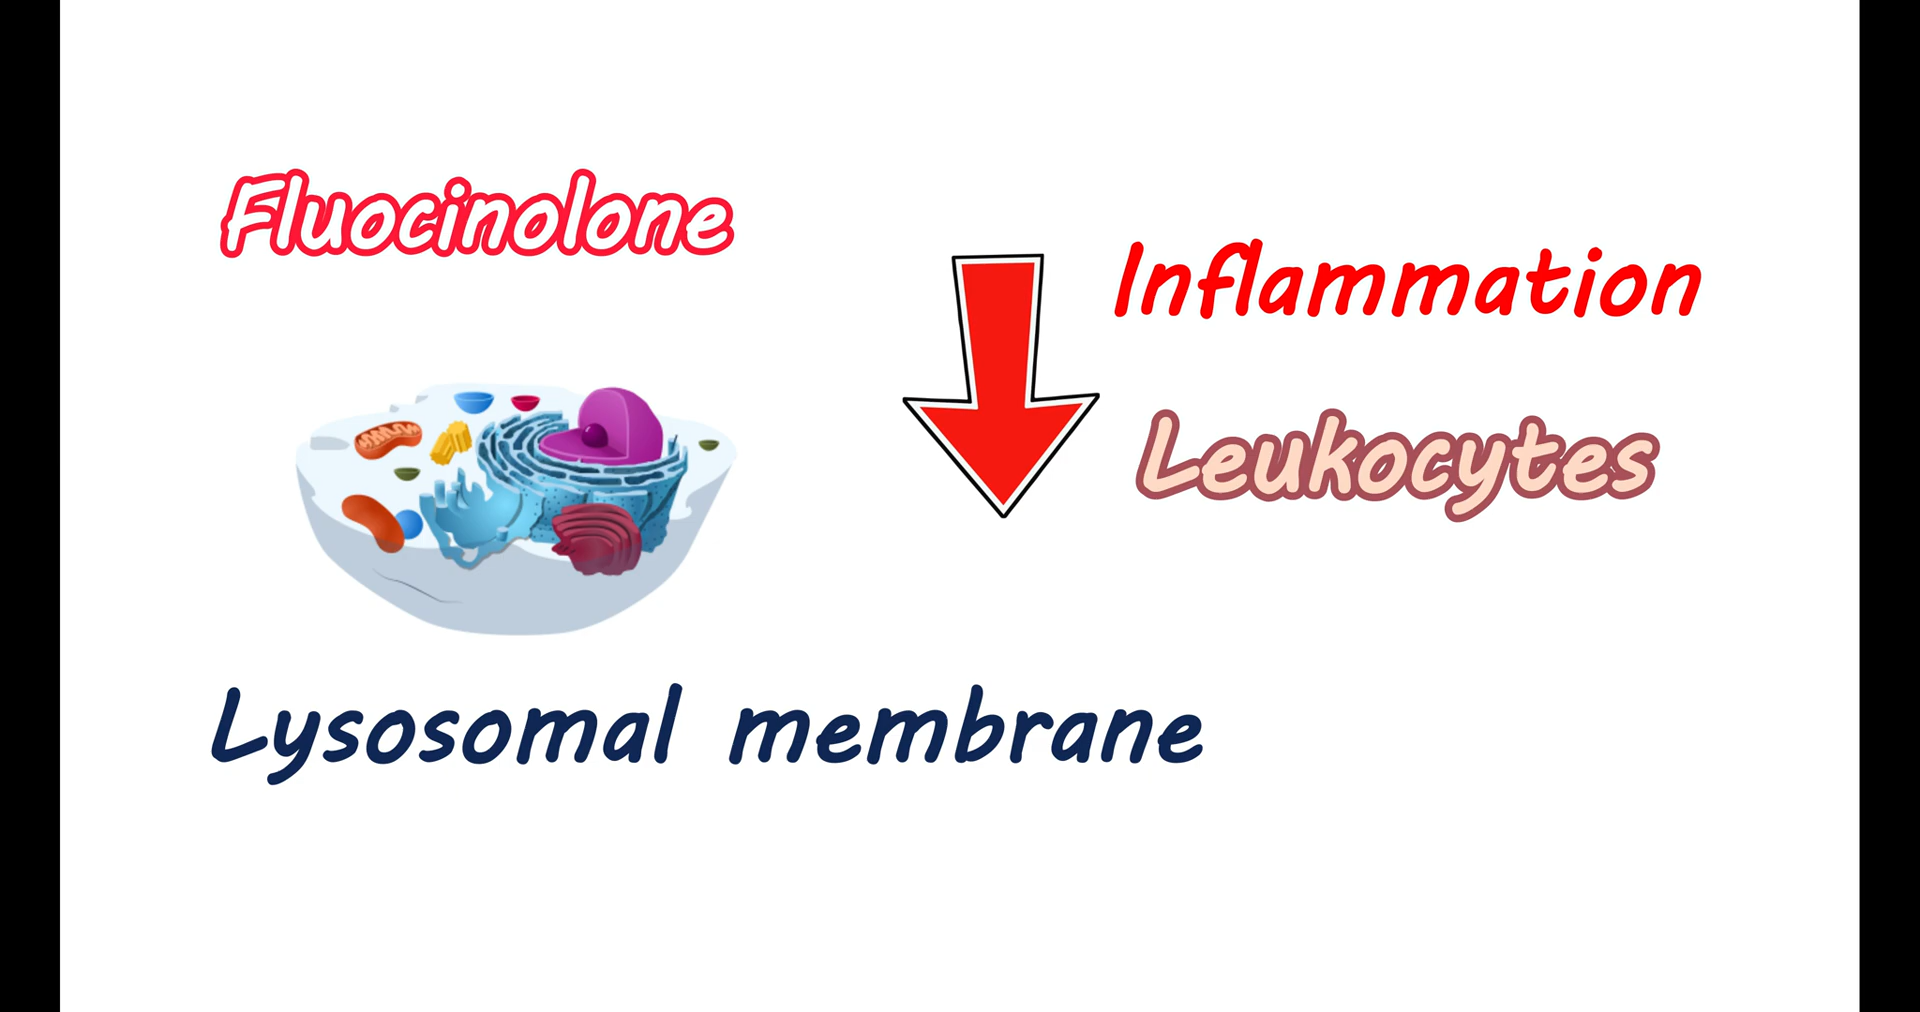 Fluocinolone
Inflammation
Leukocytes
Lysosomal membrane